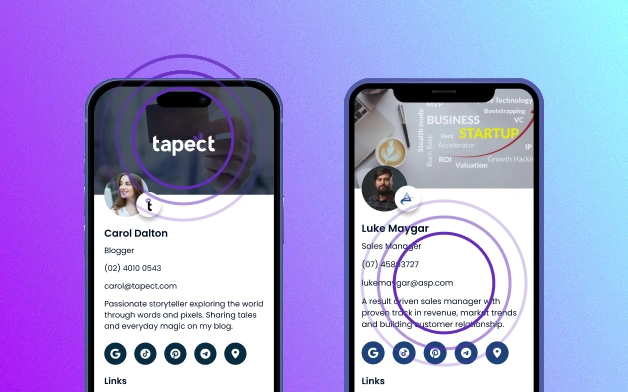 tapect
t
Carol Dalton
Blogger
(02) 4010 0543
carol@tapect.com
Passionate storyteller exploring the world
through words and pixels. Sharing tales
and everyday magic on my blog.
G
Links
MVP
Technology
Bootstrapping
Stealth mode
BUSINESS
VC
STARTUP
Burn Rate
Deck
Accelerator
IP
ROI
Growth Hackin
Valuation
Luke Maygar
Sales Manager
(07) 45893727
lukemaygar@asp.com
A result driven sales manager with
proven track in revenue, market trends
and building customer relationship.
G
Links